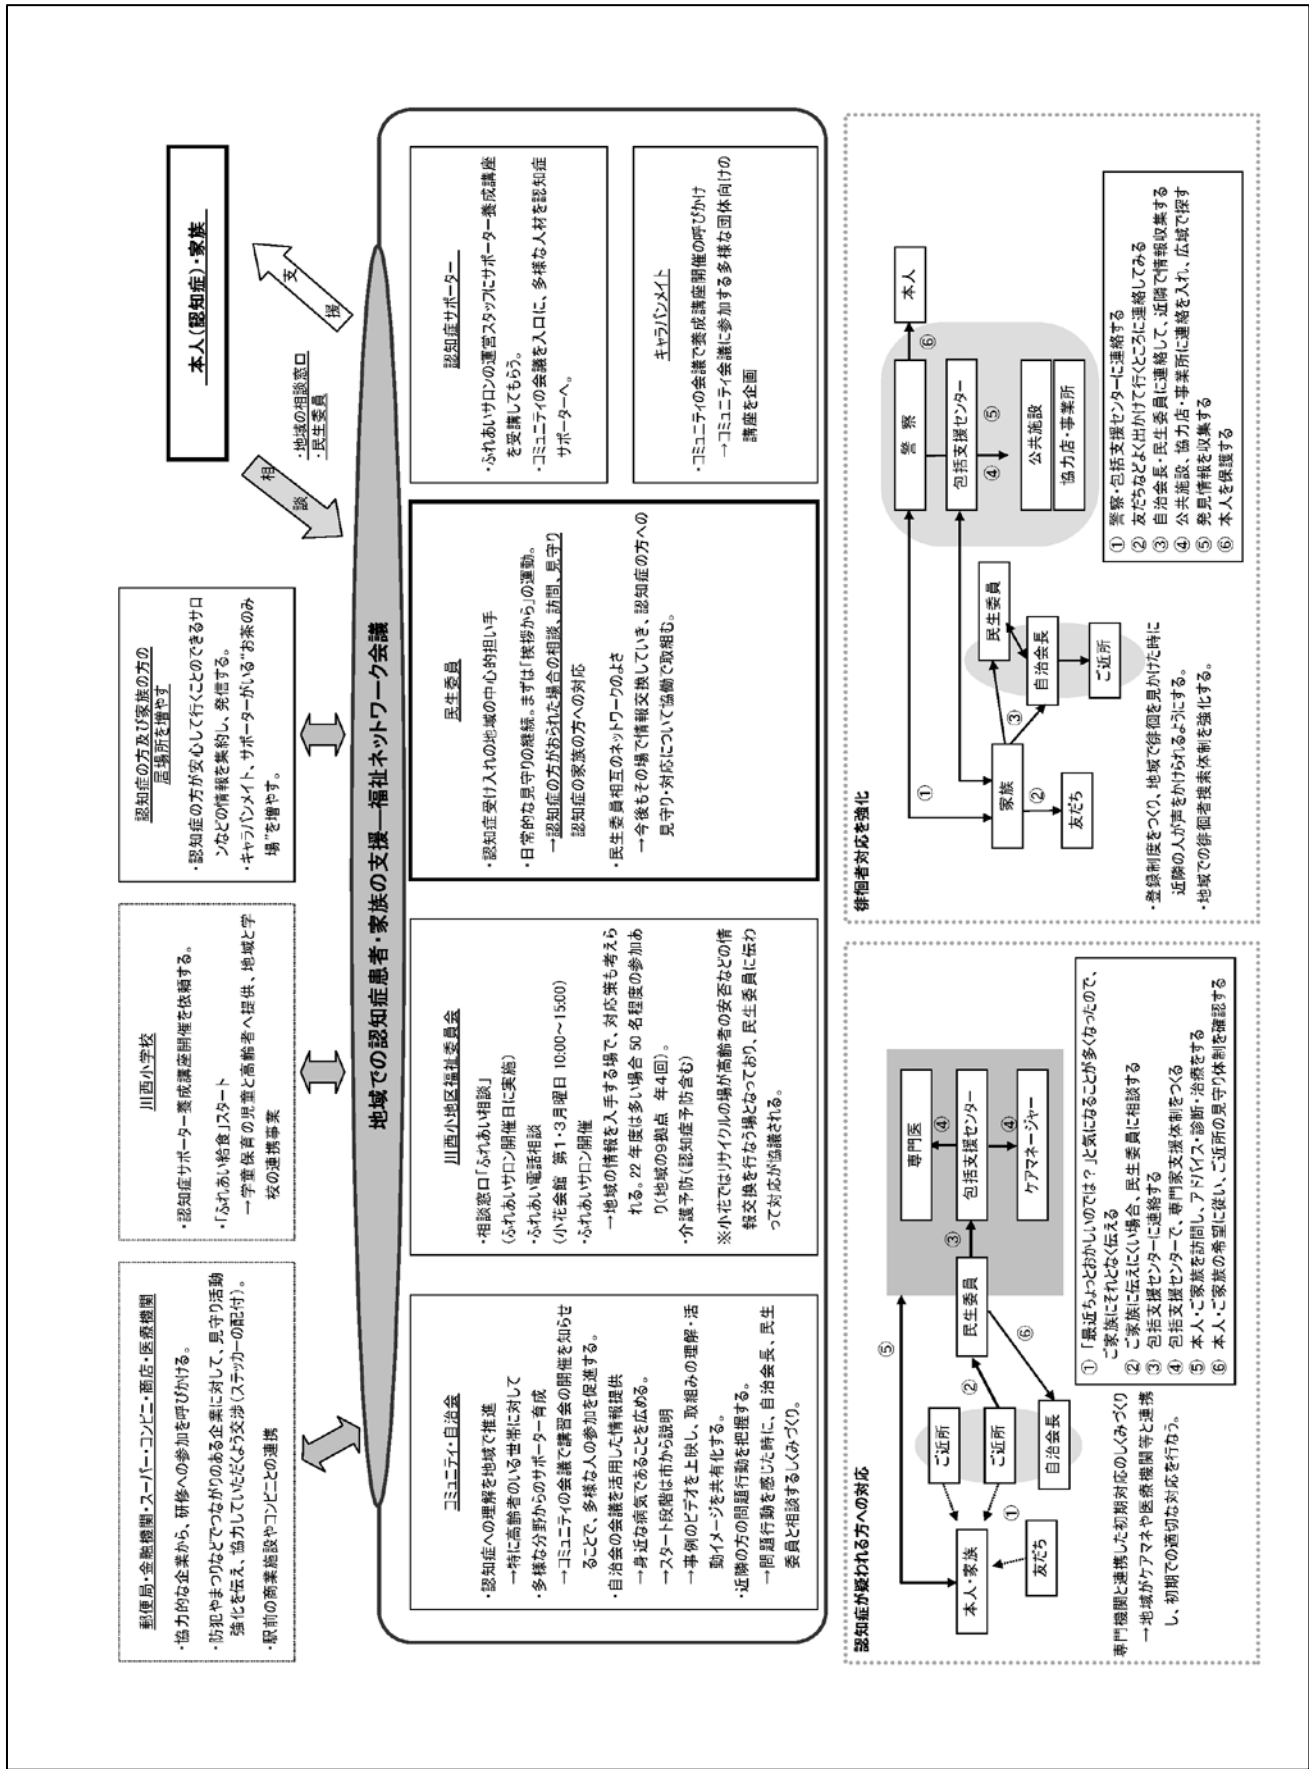 本人(認知症)・家族
支
援
・地域の相談窓口
・民生委員
相
談
郵便局・金融機関・スーパー・コンビニ・商店・医療機関
・協力的な企業から、研修への参加を呼びかける。
・防犯やまつりなどでつながりのある企業に対して、見守り活動
強化を伝え、協力していただくよう交渉(ステッカーの配付)。
・駅前の商業施設やコンビニとの連携
川西小学校
・認知症サポーター養成講座開催を依頼する。
・「ふれあい給食」スタート
→学童保育の児童と高齢者へ提供、地域と学
校の連携事業
認知症の方及び家族の方の
居場所を増やす
・認知症の方が安心して行くことのできるサロ
ンなどの情報を集約し、発信する。
・キャラバンメイト、サポーターがいる"お茶のみ
場"を増やす。
地域での認知症患者・家族の支援―福祉ネットワーク会議
コミュニティ・自治会
・認知症への理解を地域で推進
→特に高齢者のいる世帯に対して
・多様な分野からのサポーター育成
→コミュニティの会議で講習会の開催を知らせ
ることで、多様な人の参加を促進する。
・自治会の会議を活用した情報提供
→身近な病気であることを広める。
→スタート段階は市から説明
→事例のビデオを上映し、取組みの理解・活
動イメージを共有化する。
・近隣の方の問題行動を把握する。
→問題行動を感じた時に、自治会長、民生
委員と相談するしくみづくり。
川西小地区福祉委員会
・相談窓口「ふれあい相談」
(ふれあいサロン開催日に実施)
・ふれあい電話相談
(小花会館 第1・3月曜日 10:00～15:00)
・ふれあいサロン開催
→地域の情報を入手する場で、対応策も考えら
れる。22年度は多い場合50名程度の参加あ
り(地域の9拠点 年4回)。
・介護予防(認知症予防含む)
※小花ではリサイクルの場が高齢者の安否などの情
報交換を行なう場となっており、民生委員に伝わ
って対応が協議される。
民生委員
・認知症受け入れの地域の中心的担い手
・日常的な見守りの継続。まずは「挨拶から」の運動。
→認知症の方がおられた場合の相談、訪問、見守り
認知症の家族の方への対応
・民生委員相互のネットワークのよさ
→今後もその場で情報交換していき、認知症の方への
見守り・対応について協働で取組む。
認知症サポーター
・ふれあいサロンの運営スタッフにサポーター養成講座
を受講してもらう。
・コミュニティの会議を入口に、多様な人材を認知症
サポーターへ。
キャラバンメイト
・コミュニティの会議で養成講座開催の呼びかけ
→コミュニティ会議に参加する多様な団体向けの
講座を企画
認知症が疑われる方への対応
本人・家族
友だち
ご近所
ご近所
自治会長
民生委員
専門医
包括支援センター
ケアマネージャー
①
②
③
④
④
⑤
⑥
専門機関と連携した初期対応のしくみづくり
→地域がケアマネや医療機関等と連携
し、初期での適切な対応を行なう。
① 「最近ちょっとおかしいのでは?」と気になることが多くなったので、
ご家族にそれとなく伝える
② ご家族に伝えにくい場合、民生委員に相談する
③ 包括支援センターに連絡する
④ 包括支援センターで、専門家支援体制をつくる
⑤ 本人・ご家族を訪問し、アドバイス・診断・治療をする
⑥ 本人・ご家族の希望に従い、ご近所の見守り体制を確認する
徘徊者対応を強化
家族
友だち
民生委員
自治会長
ご近所
警 察
包括支援センター
公共施設
協力店・事業所
本人
①
②
③
④
⑤
⑥
・登録制度をつくり、地域で徘徊を見かけた時に
近隣の人が声をかけられるようにする。
・地域での徘徊者捜索体制を強化する。
① 警察・包括支援センターに連絡する
② 友だちなどよく出かけて行くところに連絡してみる
③ 自治会長・民生委員に連絡して、近隣で情報収集する
④ 公共施設、協力店・事業所に連絡を入れ、広域で探す
⑤ 発見情報を収集する
⑥ 本人を保護する